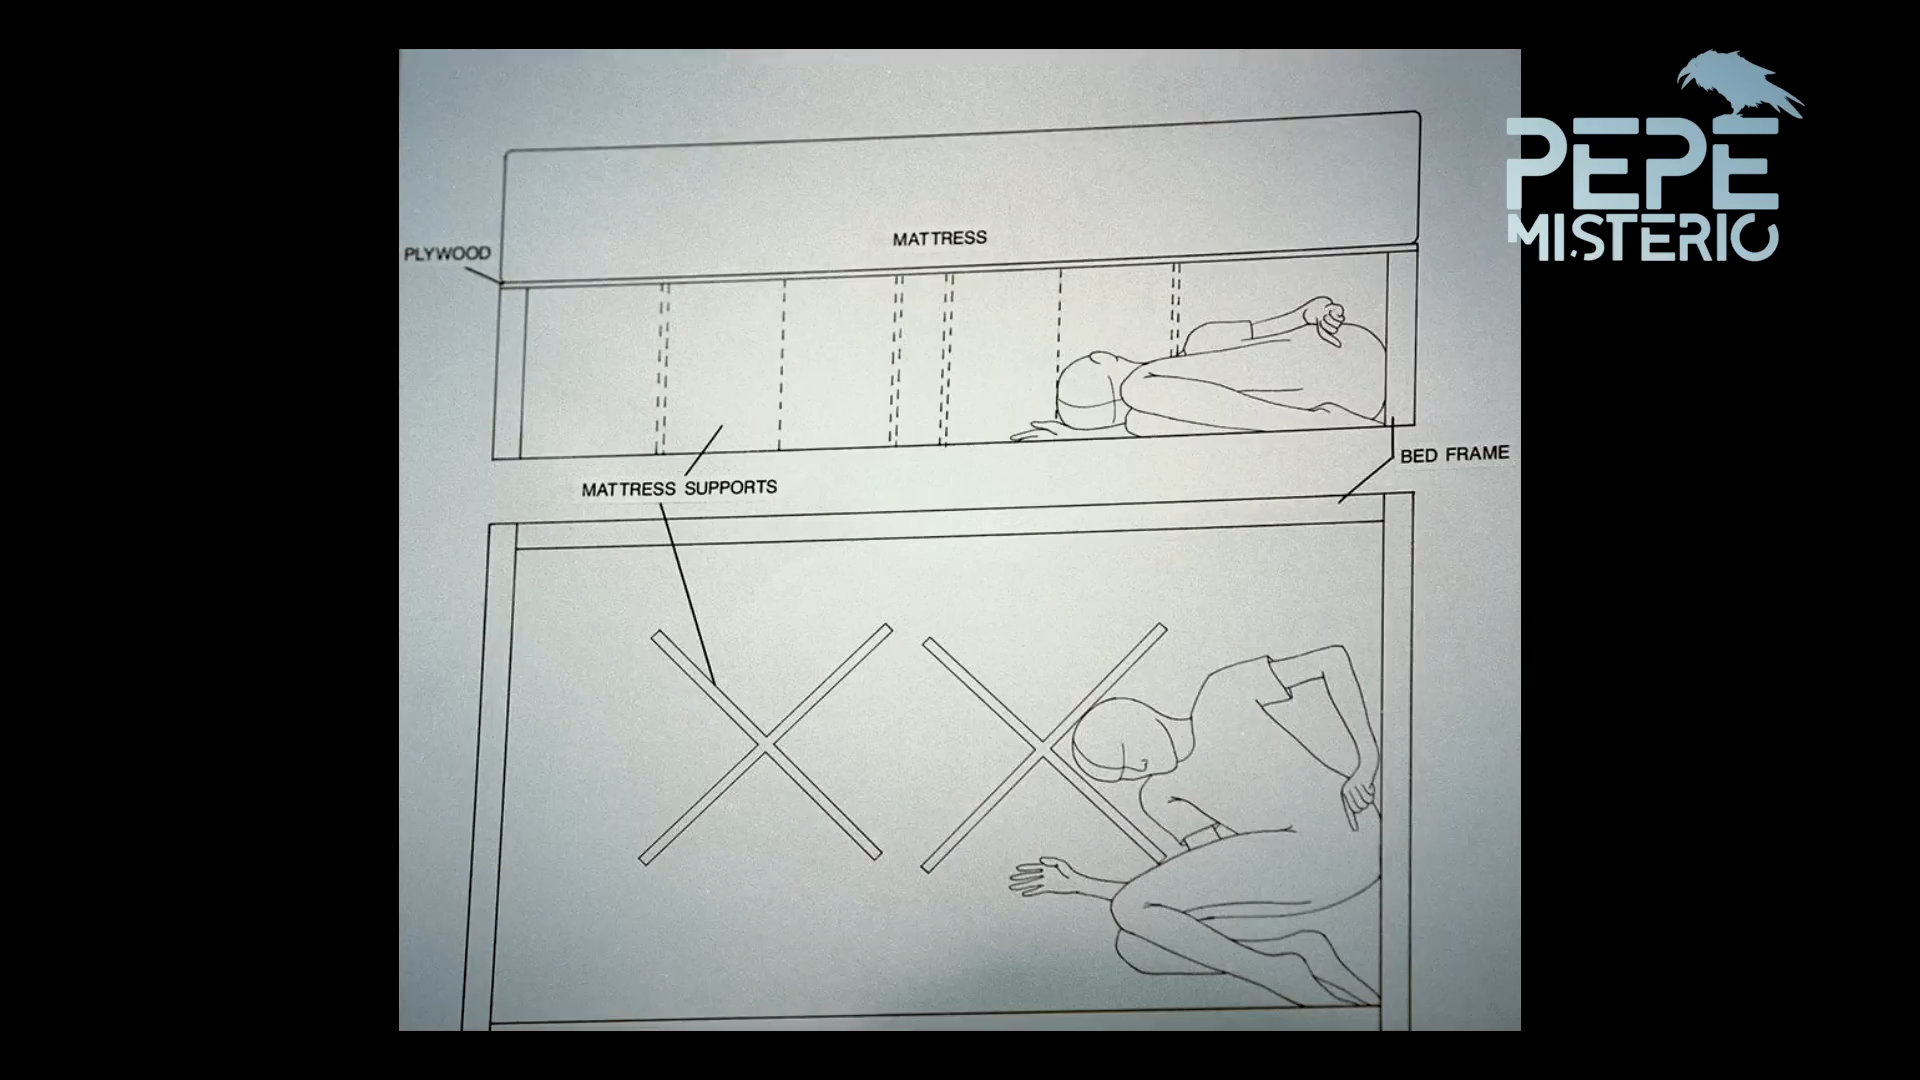 PEPE
MISTERIO
MATTRESS
PLYWOOD
MATTRESS SUPPORTS
BED FRAME